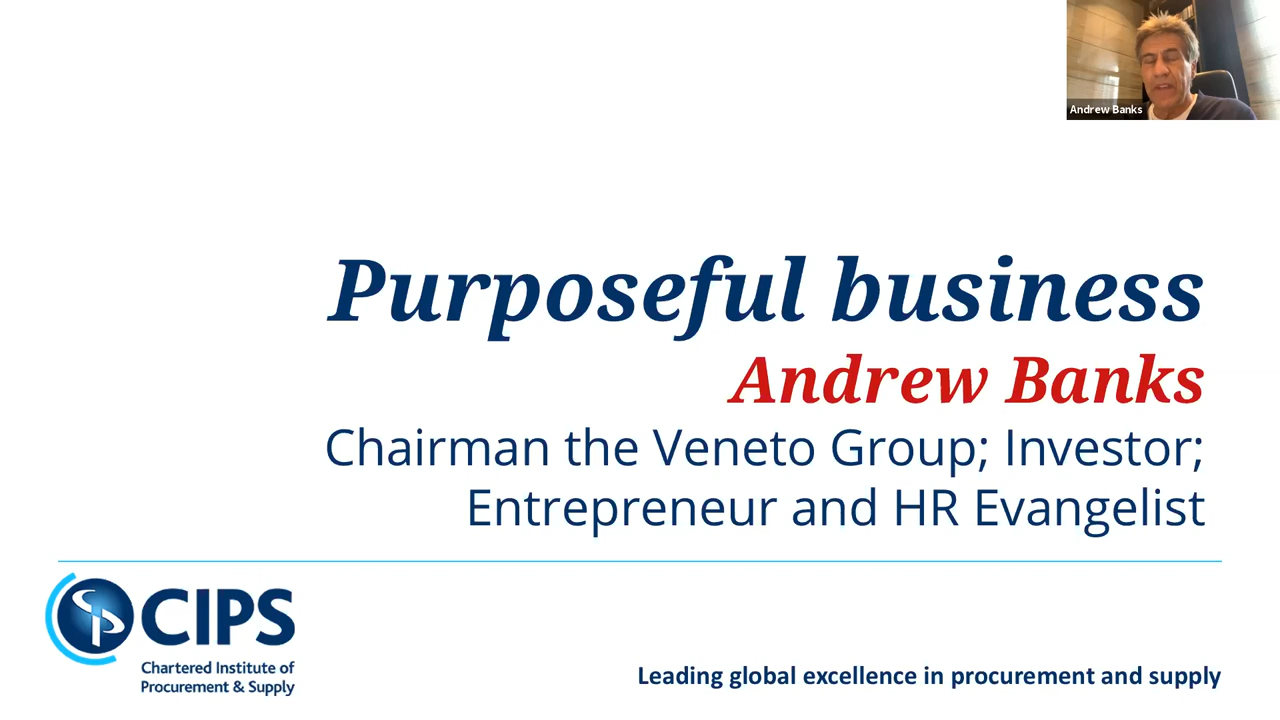 Andrew Banks
Purposeful business
Andrew Banks
Chairman the Veneto Group; Investor;
Entrepreneur and HR Evangelist
CIPS
Chartered Institute of
Procurement & Supply
Leading global excellence in procurement and supply